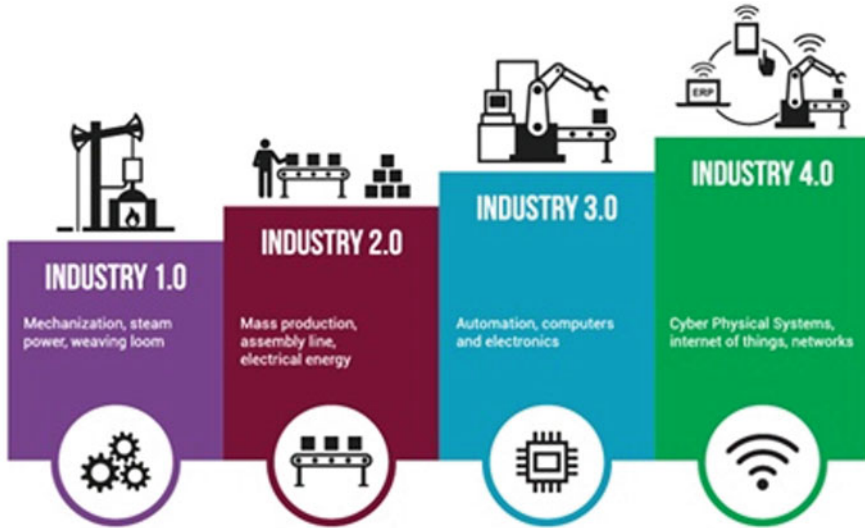 ERP
INDUSTRY 1.0
Mechanization, steam
power, weaving loom
INDUSTRY 2.0
Mass production,
assembly line,
electrical energy
INDUSTRY 3.0
Automation, computers
and electronics
INDUSTRY 4.0
Cyber Physical Systems,
internet of things, networks